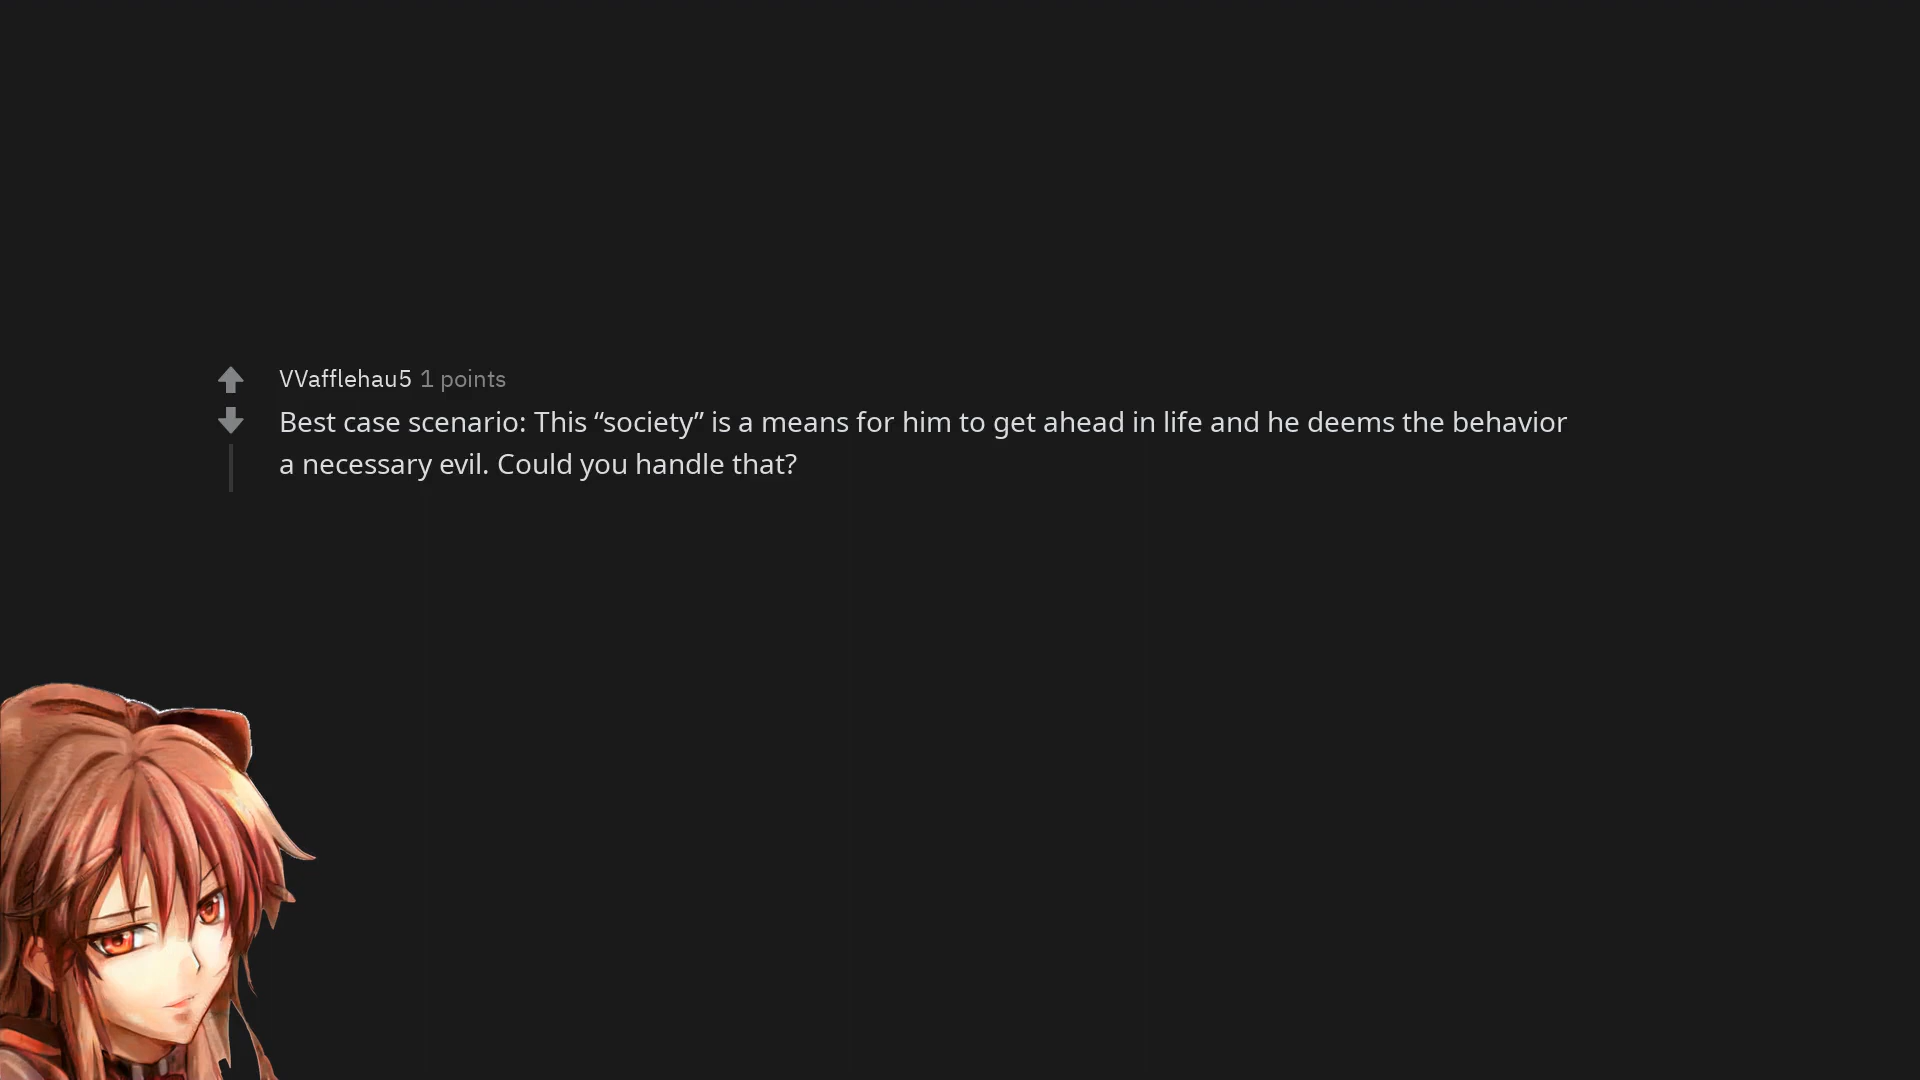 VVafflehau5 1 points
Best case scenario: This “society” is a means for him to get ahead in life and he deems the behavior
a necessary evil. Could you handle that?